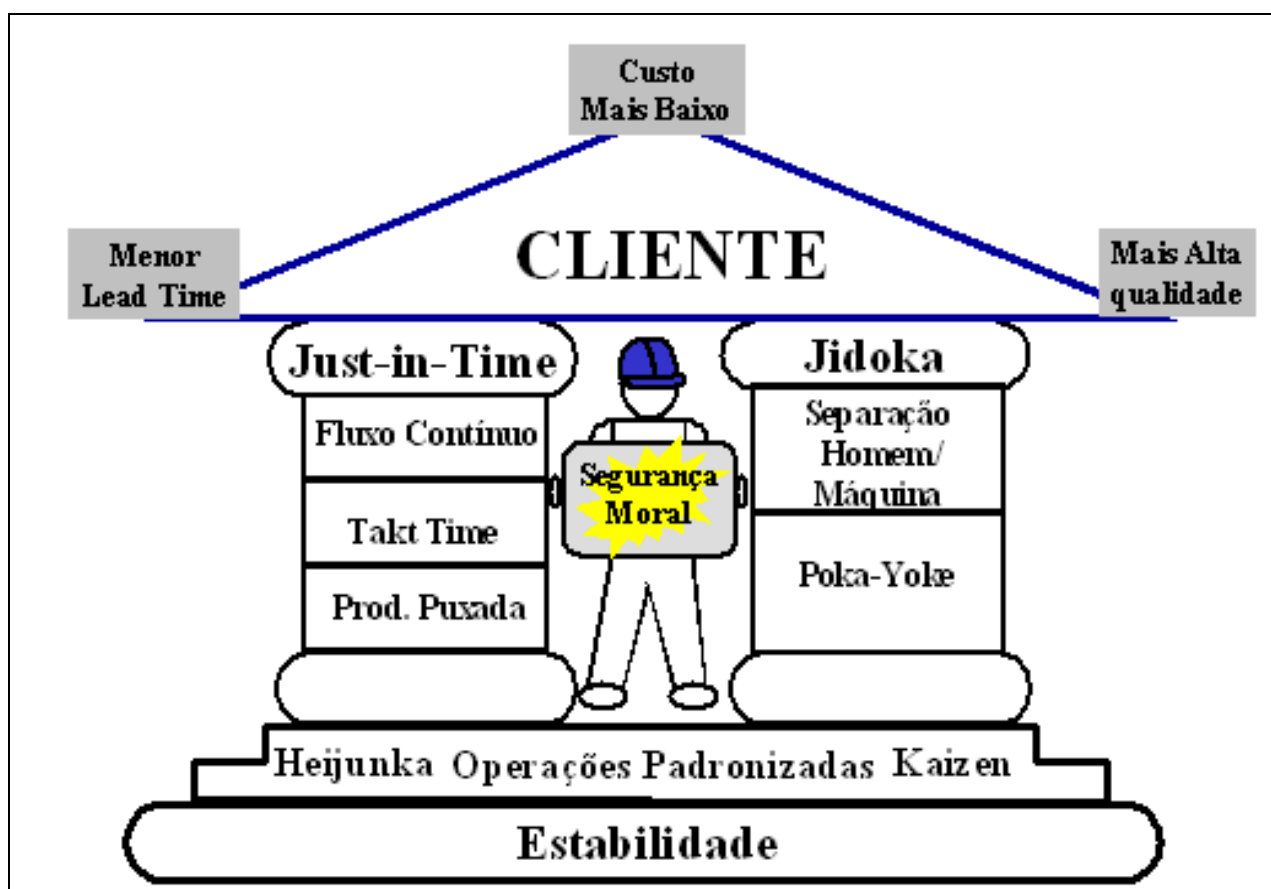 Custo
Mais Baixo
CLIENTE
Menor
Lead Time
Mais Alta
qualidade
Just-in-Time
Fluxo Contínuo
Takt Time
Prod. Puxada
Segurança
Moral
Jidoka
Separação
Homem/
Máquina
Poka-Yoke
Heijunka Operações Padronizadas Kaizen
Estabilidade